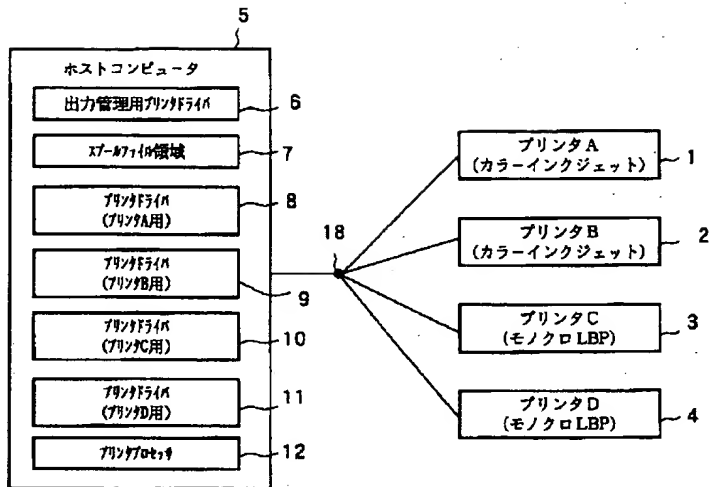 5
ホストコンピュータ
出力管理用ﾌﾟﾘﾝﾀﾄﾞﾗｲﾊﾞ
6
ｽﾌﾟｰﾙﾌｧｲﾙ領域
7
ﾌﾟﾘﾝﾀﾄﾞﾗｲﾊﾞ
(ﾌﾟﾘﾝﾀA用)
8
ﾌﾟﾘﾝﾀﾄﾞﾗｲﾊﾞ
(ﾌﾟﾘﾝﾀB用)
9
ﾌﾟﾘﾝﾀﾄﾞﾗｲﾊﾞ
(ﾌﾟﾘﾝﾀC用)
10
ﾌﾟﾘﾝﾀﾄﾞﾗｲﾊﾞ
(ﾌﾟﾘﾝﾀD用)
11
ﾌﾟﾘﾝﾀﾌﾟﾛｾｯｻ
12
18
プリンタA
(カラーインクジェット)
1
プリンタB
(カラーインクジェット)
2
プリンタC
(モノクロLBP)
3
プリンタD
(モノクロLBP)
4